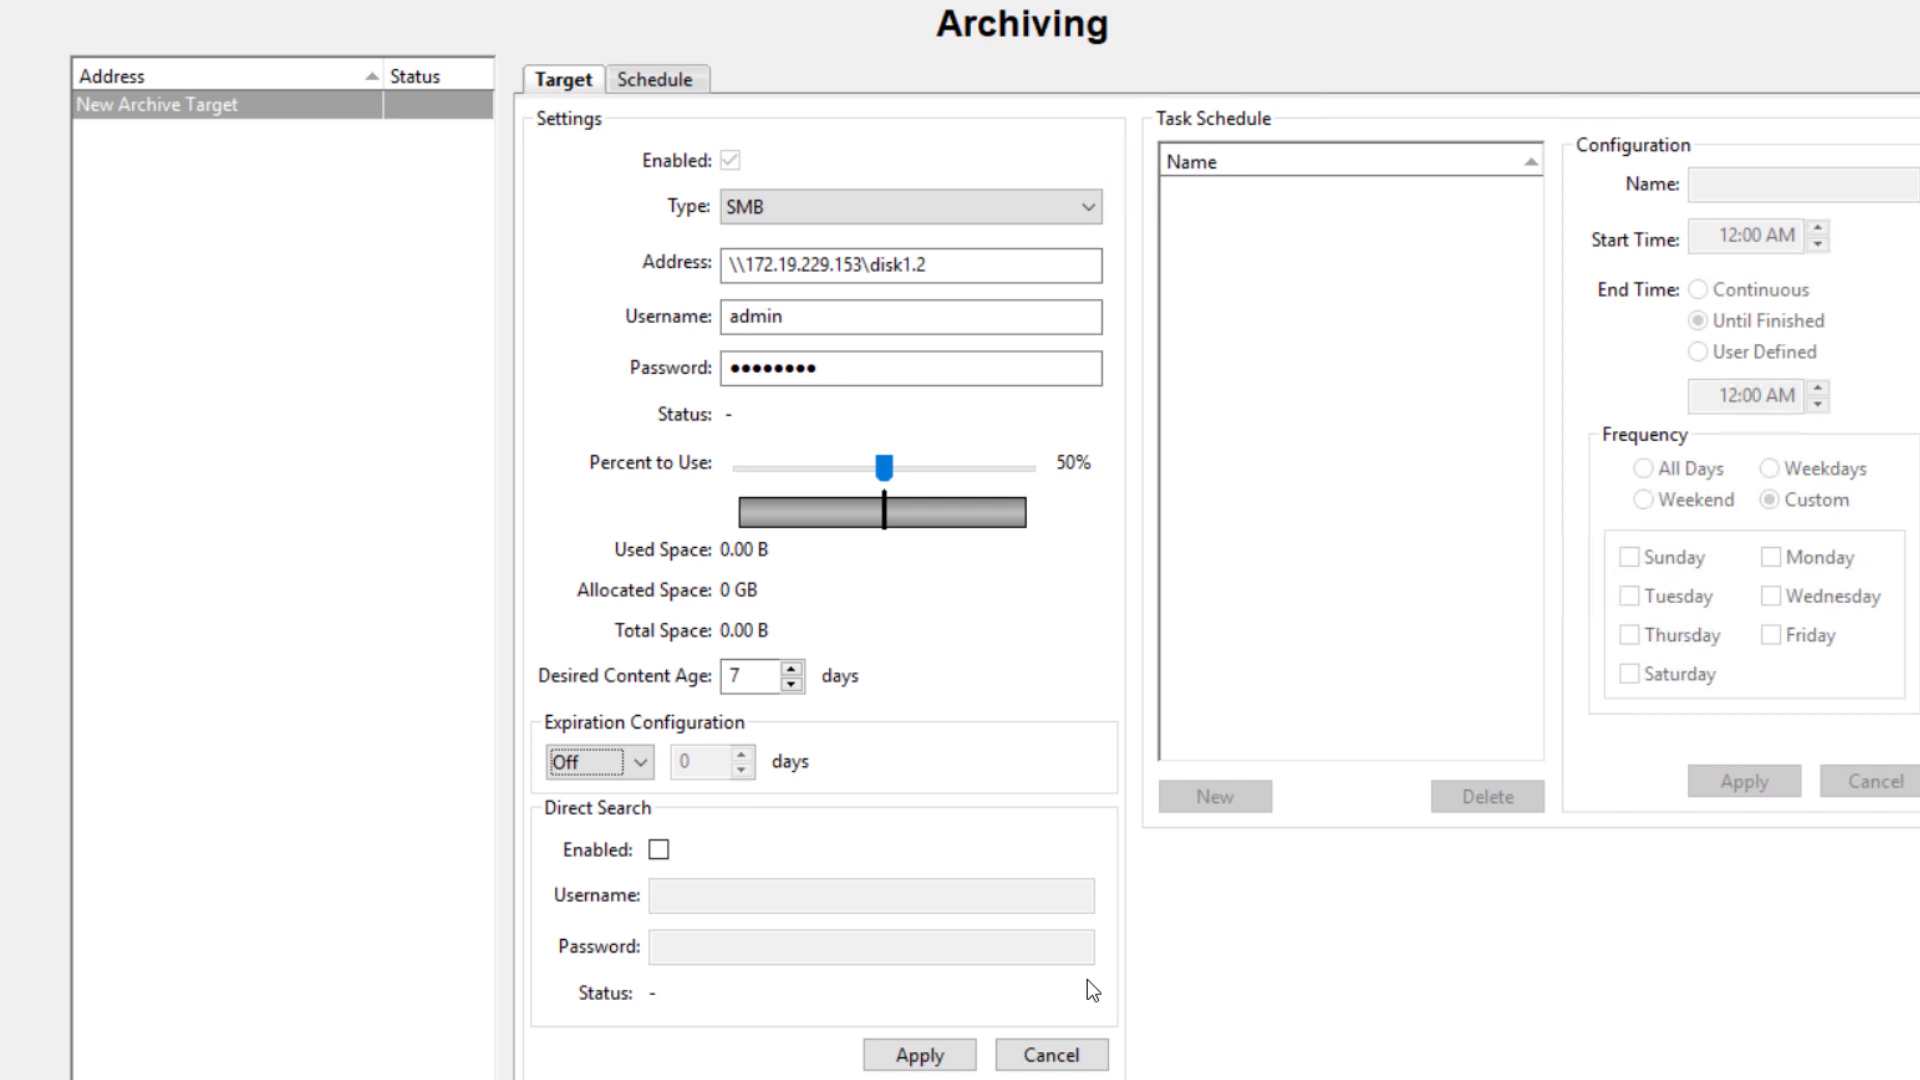 Archiving
Address Status
New Archive Target
Target Schedule
Settings
Enabled:
Type: SMB
Address: \\172.19.229.153\disk1.2
Username: admin
Password: ●●●●●●●●
Status: -
Percent to Use: 50%
Used Space: 0.00 B
Allocated Space: 0 GB
Total Space: 0.00 B
Desired Content Age: 7 days
Expiration Configuration
Off 0 days
Direct Search
Enabled:
Username:
Password:
Status: -
Apply Cancel
Task Schedule
Name
New Delete
Configuration
Name:
Start Time: 12:00 AM
End Time: Continuous
Until Finished
User Defined
12:00 AM
Frequency
All Days Weekdays
Weekend Custom
Sunday Monday
Tuesday Wednesday
Thursday Friday
Saturday
Apply Cancel